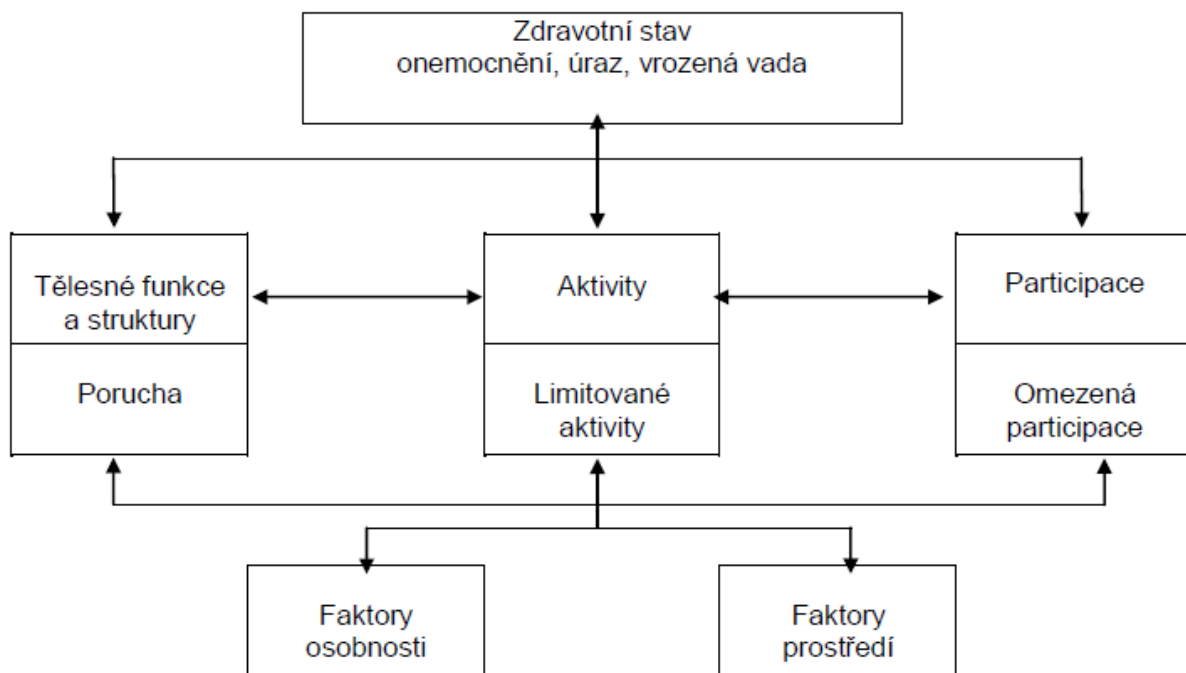 Zdravotní stav
onemocnění, úraz, vrozená vada
Tělesné funkce
a struktury
Aktivity
Participace
Porucha
Limitované
aktivity
Omezená
participace
Faktory
osobnosti
Faktory
prostředí